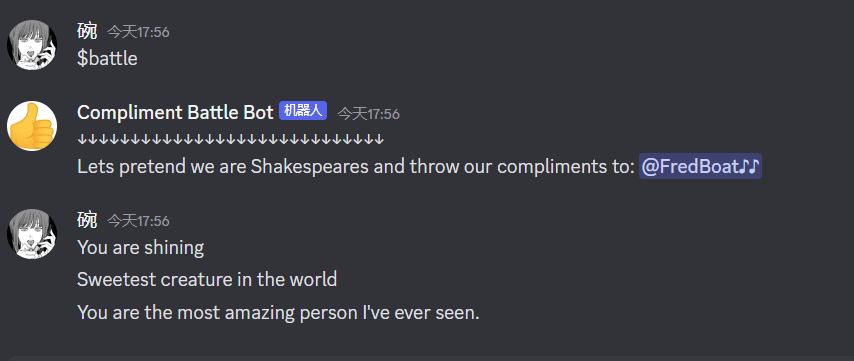 碗 今天17:56
$battle
Compliment Battle Bot 机器人 今天17:56
↓↓↓↓↓↓↓↓↓↓↓↓↓↓↓↓↓↓↓↓↓↓↓↓↓↓↓↓↓
Lets pretend we are Shakespeares and throw our compliments to: @FredBoat♪♪
碗 今天17:56
You are shining
Sweetest creature in the world
You are the most amazing person I've ever seen.